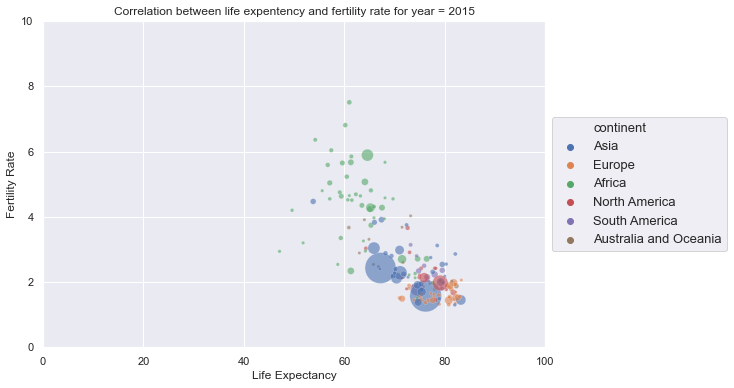 Correlation between life expentency and fertility rate for year = 2015
10
8
6
4
2
0
Fertility Rate
0 20 40 60 80 100
Life Expectancy
continent
Asia
Europe
Africa
North America
South America
Australia and Oceania